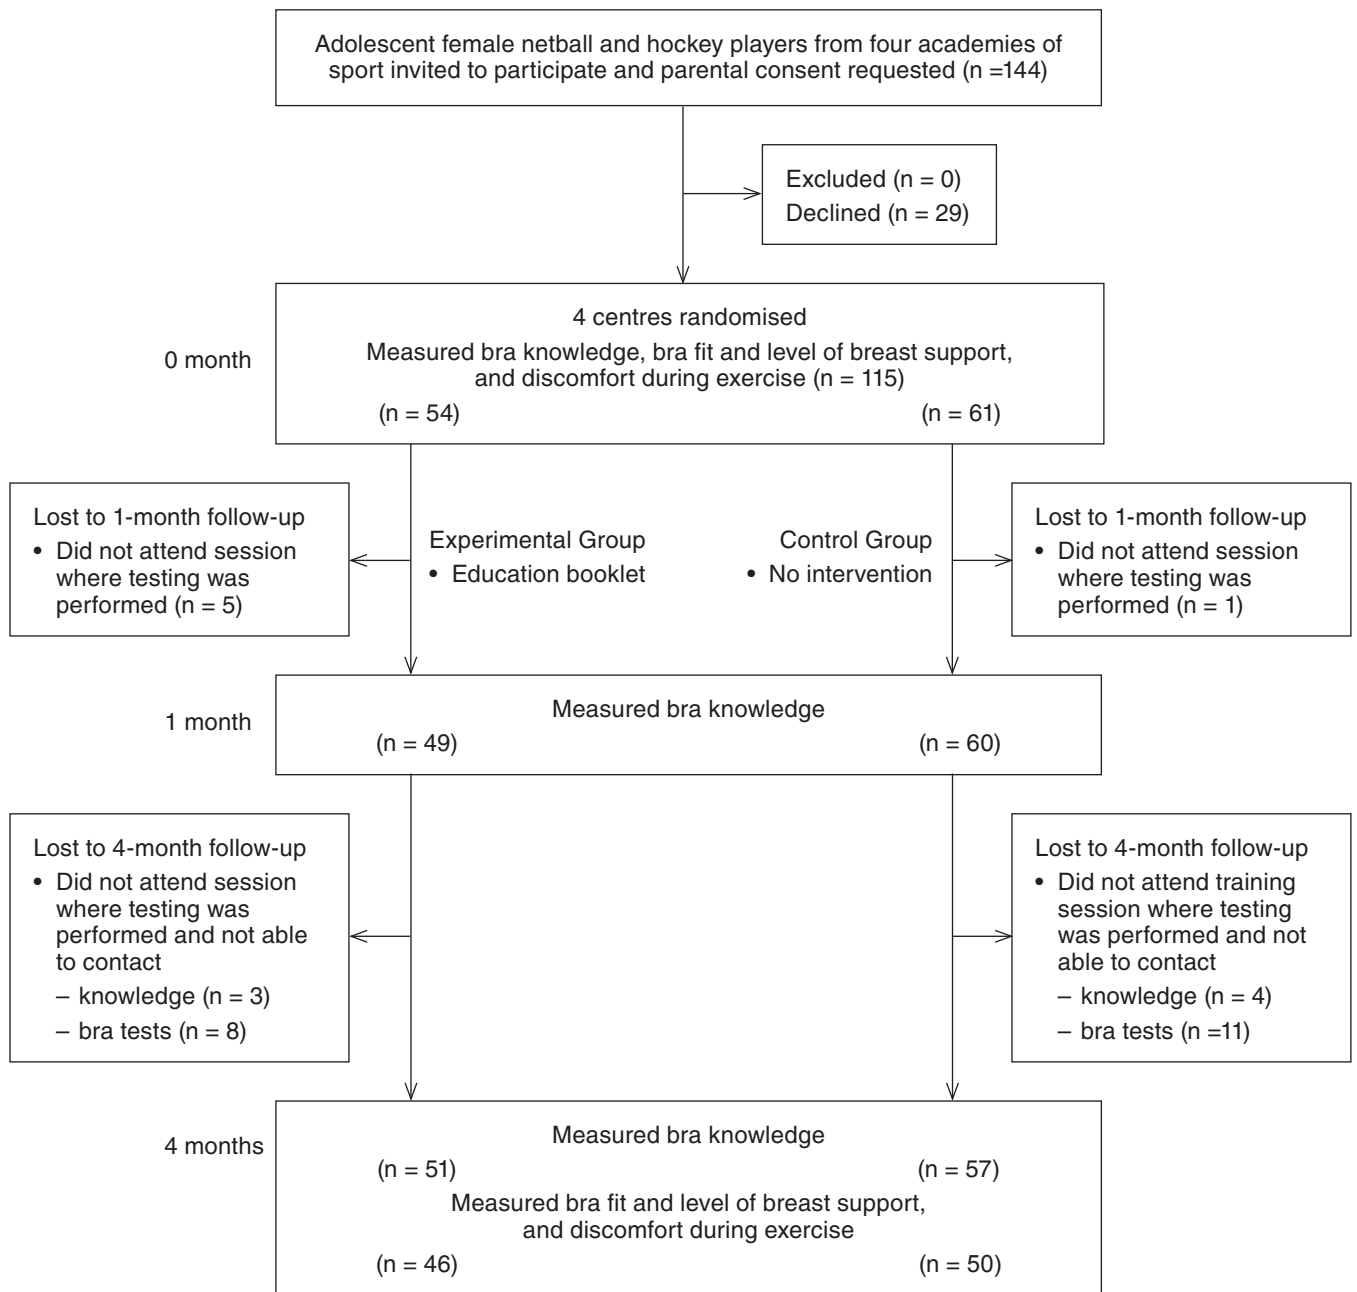 Adolescent female netball and hockey players from four academies of
sport invited to participate and parental consent requested (n =144)
Excluded (n = 0)
Declined (n = 29)
0 month
4 centres randomised
Measured bra knowledge, bra fit and level of breast support,
and discomfort during exercise (n = 115)
(n = 54)
(n = 61)
Lost to 1-month follow-up
• Did not attend session
where testing was
performed (n = 5)
Experimental Group
• Education booklet
Control Group
• No intervention
Lost to 1-month follow-up
• Did not attend session
where testing was
performed (n = 1)
1 month
Measured bra knowledge
(n = 49)
(n = 60)
Lost to 4-month follow-up
• Did not attend session
where testing was
performed and not able
to contact
– knowledge (n = 3)
– bra tests (n = 8)
Lost to 4-month follow-up
• Did not attend training
session where testing
was performed and not
able to contact
– knowledge (n = 4)
– bra tests (n =11)
4 months
Measured bra knowledge
(n = 51)
(n = 57)
Measured bra fit and level of breast support,
and discomfort during exercise
(n = 46)
(n = 50)